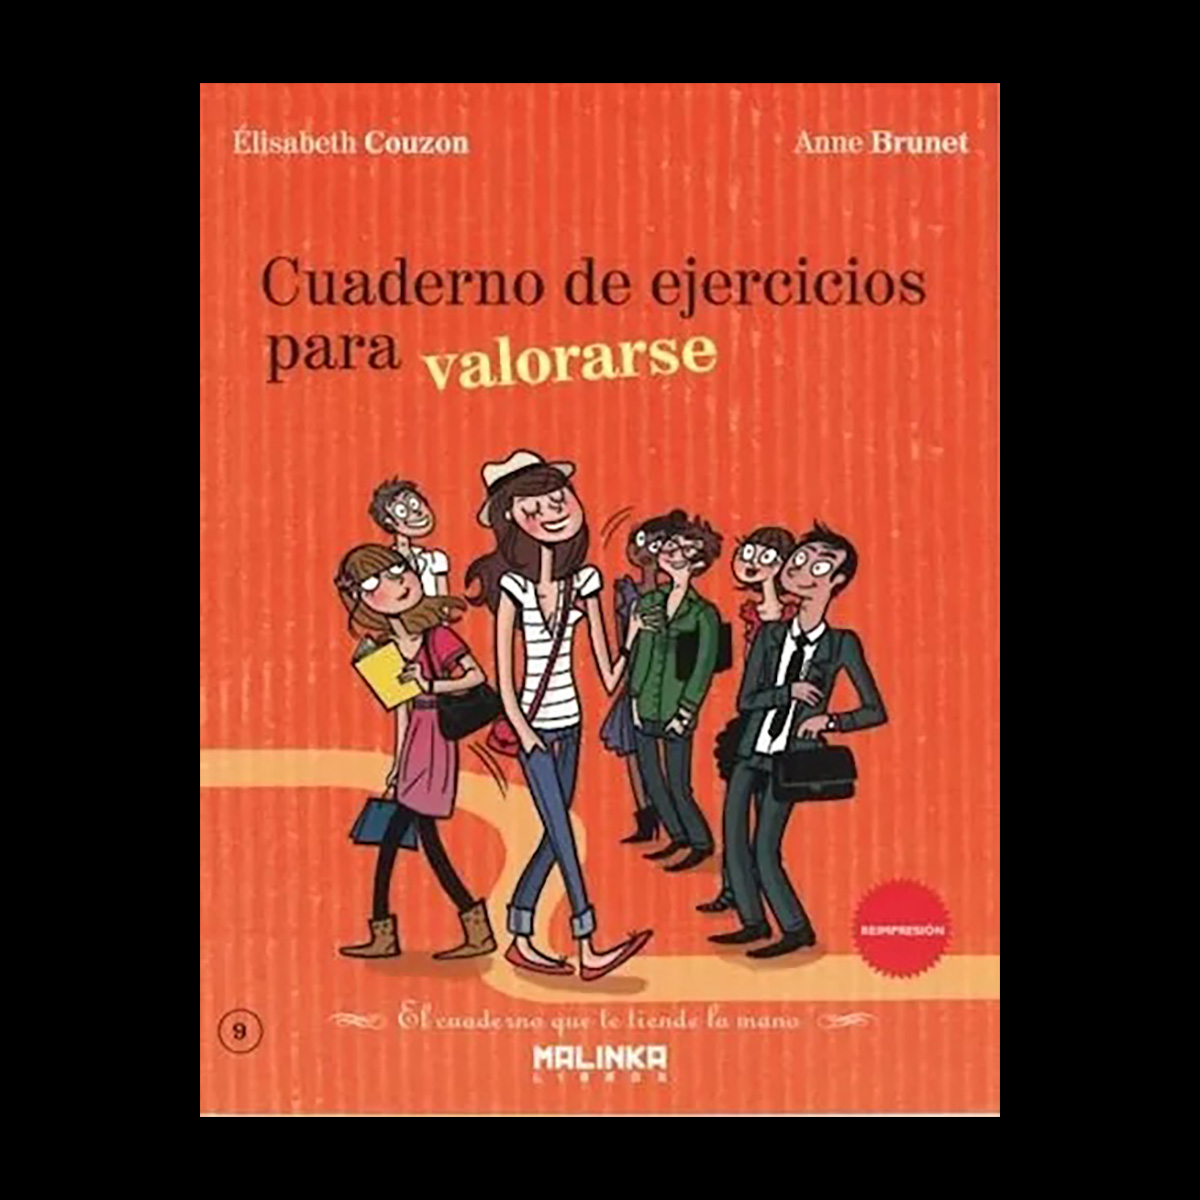 Élisabeth Couzon
Anne Brunet
Cuaderno de ejercicios
para valorarse
REIMPRESIÓN
El cuaderno que te tiende la mano
9
MALINKA
LIBROS